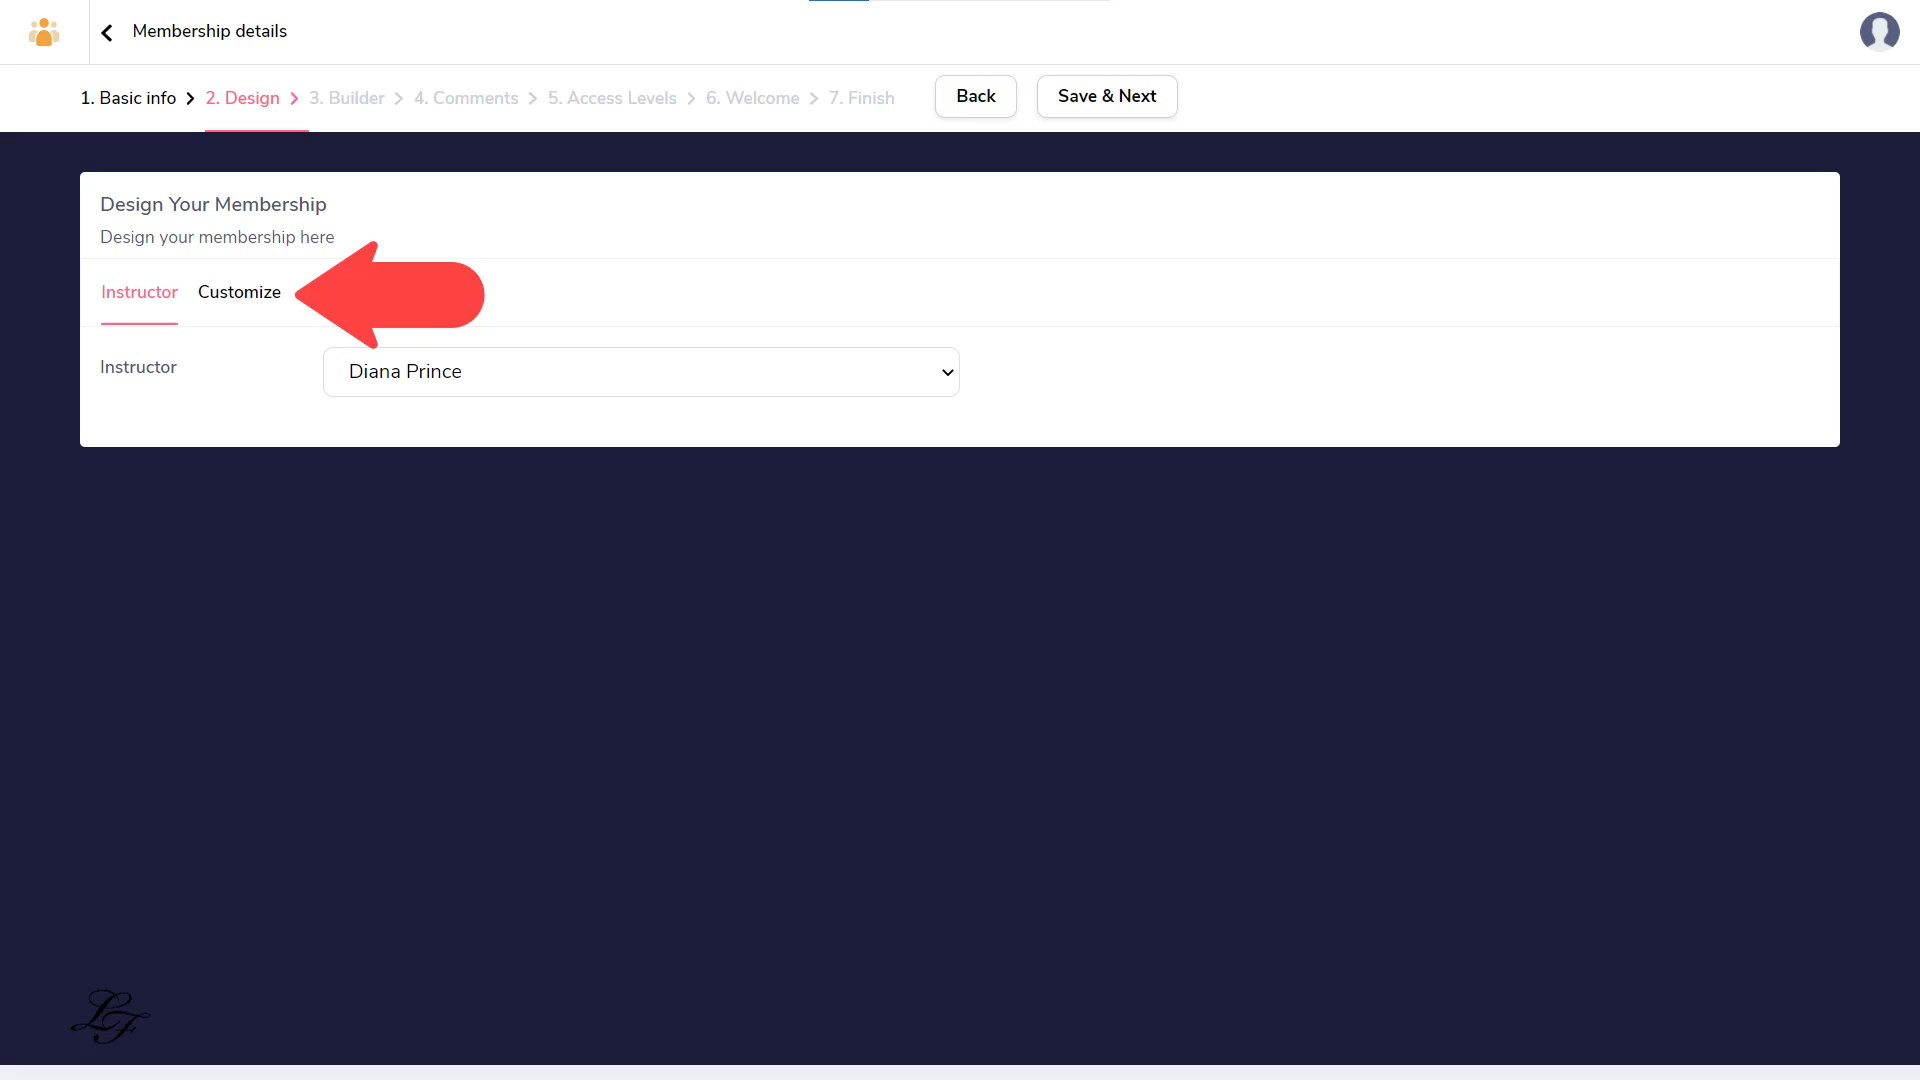 Membership details
1. Basic info 2. Design 3. Builder 4. Comments 5. Access Levels 6. Welcome 7. Finish Back Save & Next
Design Your Membership
Design your membership here
Instructor Customize
Instructor Diana Prince
LF